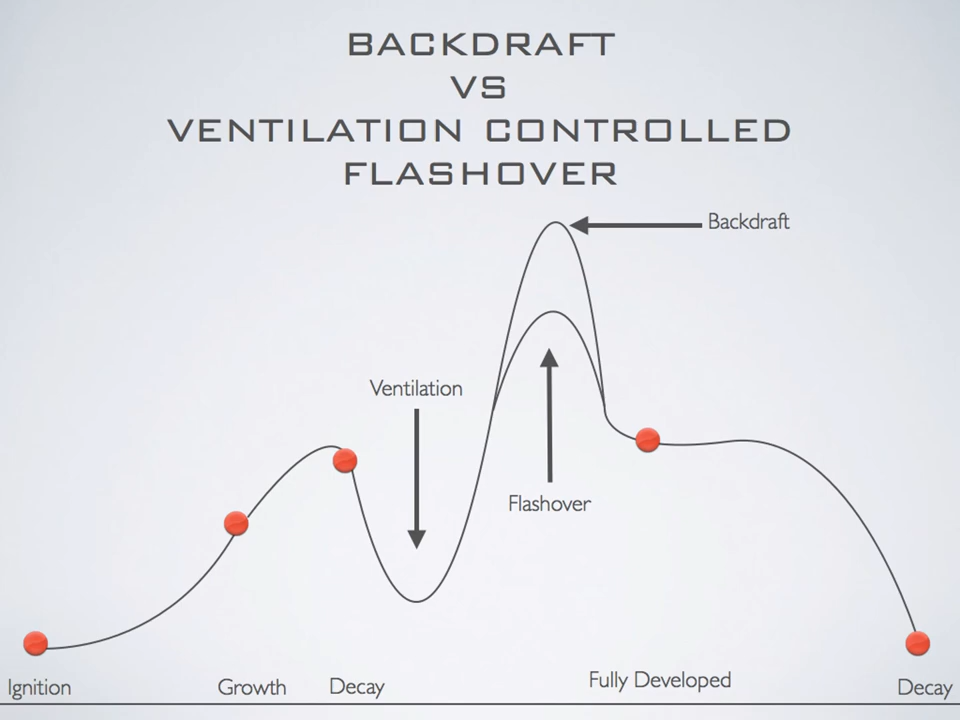 BACKDRAFT
VS
VENTILATION CONTROLLED
FLASHOVER
Backdraft
Ventilation
Flashover
Ignition
Growth
Decay
Fully Developed
Decay